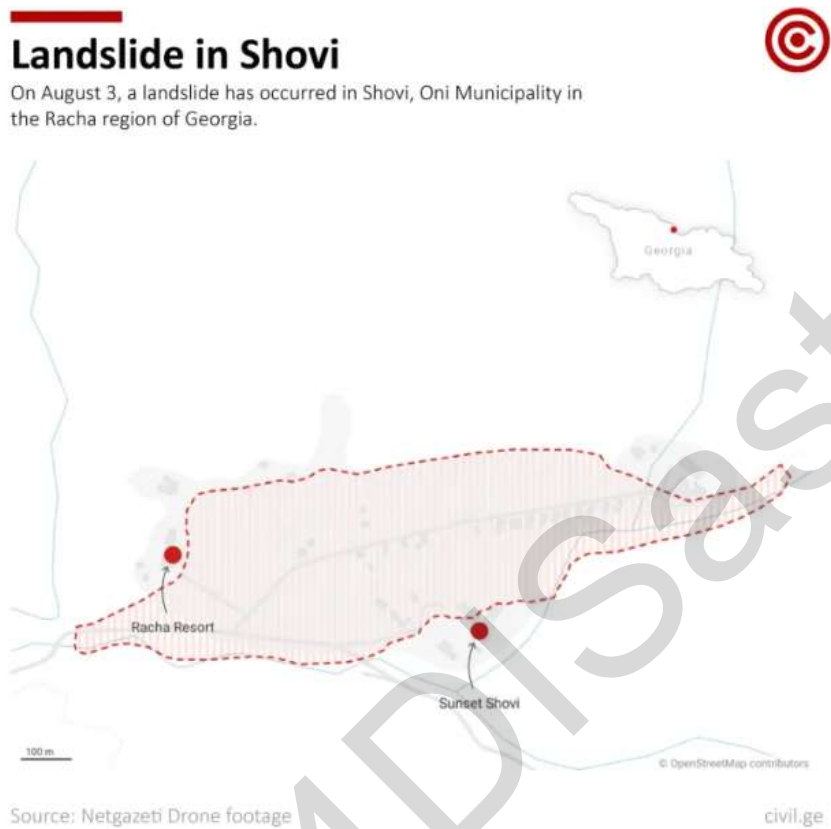 Landslide in Shovi
On August 3, a landslide has occurred in Shovi, Oni Municipality in
the Racha region of Georgia.
Georgia
Racha Resort
Sunset Shovi
100 m
© OpenStreetMap contributors
Source: Netgazeti Drone footage
civil.ge
MDISast